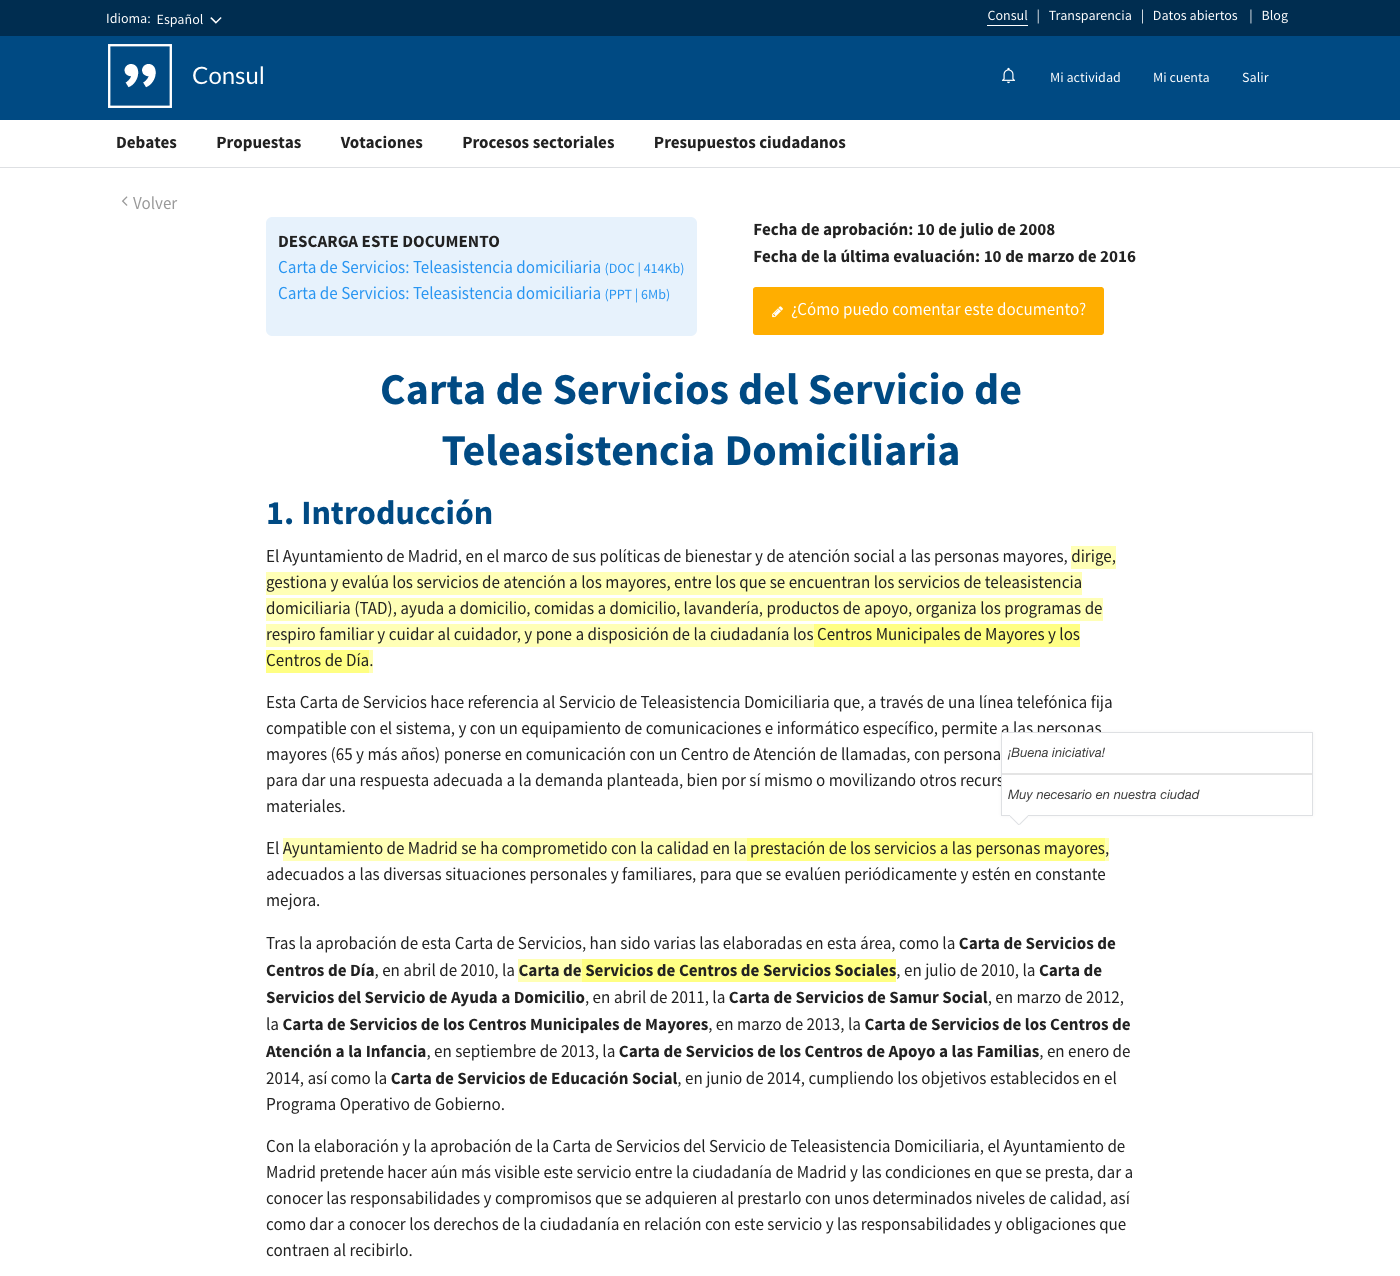 Idioma: Español
Consul | Transparencia | Datos abiertos | Blog
Consul
Mi actividad Mi cuenta Salir
Debates Propuestas Votaciones Procesos sectoriales Presupuestos ciudadanos
Volver
DESCARGA ESTE DOCUMENTO
Carta de Servicios: Teleasistencia domiciliaria (DOC | 414Kb)
Carta de Servicios: Teleasistencia domiciliaria (PPT | 6Mb)
Fecha de aprobación: 10 de julio de 2008
Fecha de la última evaluación: 10 de marzo de 2016
¿Cómo puedo comentar este documento?
Carta de Servicios del Servicio de
Teleasistencia Domiciliaria
1. Introducción
El Ayuntamiento de Madrid, en el marco de sus políticas de bienestar y de atención social a las personas mayores, dirige,
gestiona y evalúa los servicios de atención a los mayores, entre los que se encuentran los servicios de teleasistencia
domiciliaria (TAD), ayuda a domicilio, comidas a domicilio, lavandería, productos de apoyo, organiza los programas de
respiro familiar y cuidar al cuidador, y pone a disposición de la ciudadanía los Centros Municipales de Mayores y los
Centros de Día.
Esta Carta de Servicios hace referencia al Servicio de Teleasistencia Domiciliaria que, a través de una línea telefónica fija
compatible con el sistema, y con un equipamiento de comunicaciones e informático específico, permite a las personas
mayores (65 y más años) ponerse en comunicación con un Centro de Atención de llamadas, con persona
para dar una respuesta adecuada a la demanda planteada, bien por sí mismo o movilizando otros recurs
materiales.
¡Buena iniciativa!
Muy necesario en nuestra ciudad
El Ayuntamiento de Madrid se ha comprometido con la calidad en la prestación de los servicios a las personas mayores,
adecuados a las diversas situaciones personales y familiares, para que se evalúen periódicamente y estén en constante
mejora.
Tras la aprobación de esta Carta de Servicios, han sido varias las elaboradas en esta área, como la Carta de Servicios de
Centros de Día, en abril de 2010, la Carta de Servicios de Centros de Servicios Sociales, en julio de 2010, la Carta de
Servicios del Servicio de Ayuda a Domicilio, en abril de 2011, la Carta de Servicios de Samur Social, en marzo de 2012,
la Carta de Servicios de los Centros Municipales de Mayores, en marzo de 2013, la Carta de Servicios de los Centros de
Atención a la Infancia, en septiembre de 2013, la Carta de Servicios de los Centros de Apoyo a las Familias, en enero de
2014, así como la Carta de Servicios de Educación Social, en junio de 2014, cumpliendo los objetivos establecidos en el
Programa Operativo de Gobierno.
Con la elaboración y la aprobación de la Carta de Servicios del Servicio de Teleasistencia Domiciliaria, el Ayuntamiento de
Madrid pretende hacer aún más visible este servicio entre la ciudadanía de Madrid y las condiciones en que se presta, dar a
conocer las responsabilidades y compromisos que se adquieren al prestarlo con unos determinados niveles de calidad, así
como dar a conocer los derechos de la ciudadanía en relación con este servicio y las responsabilidades y obligaciones que
contraen al recibirlo.